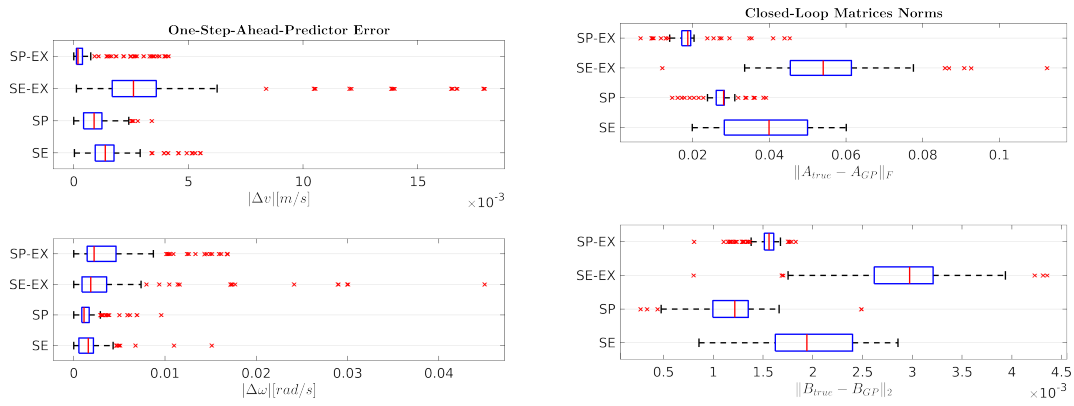 One-Step-Ahead-Predictor Error
SP-EX
SE-EX
SP
SE
0 5 10 15
|Δv|[m/s]
×10⁻³
SP-EX
SE-EX
SP
SE
0 0.01 0.02 0.03 0.04
|Δω|[rad/s]
Closed-Loop Matrices Norms
SP-EX
SE-EX
SP
SE
0.02 0.04 0.06 0.08 0.1
‖A_true − A_GP‖_F
SP-EX
SE-EX
SP
SE
0.5 1 1.5 2 2.5 3 3.5 4 4.5
‖B_true − B_GP‖₂
×10⁻³